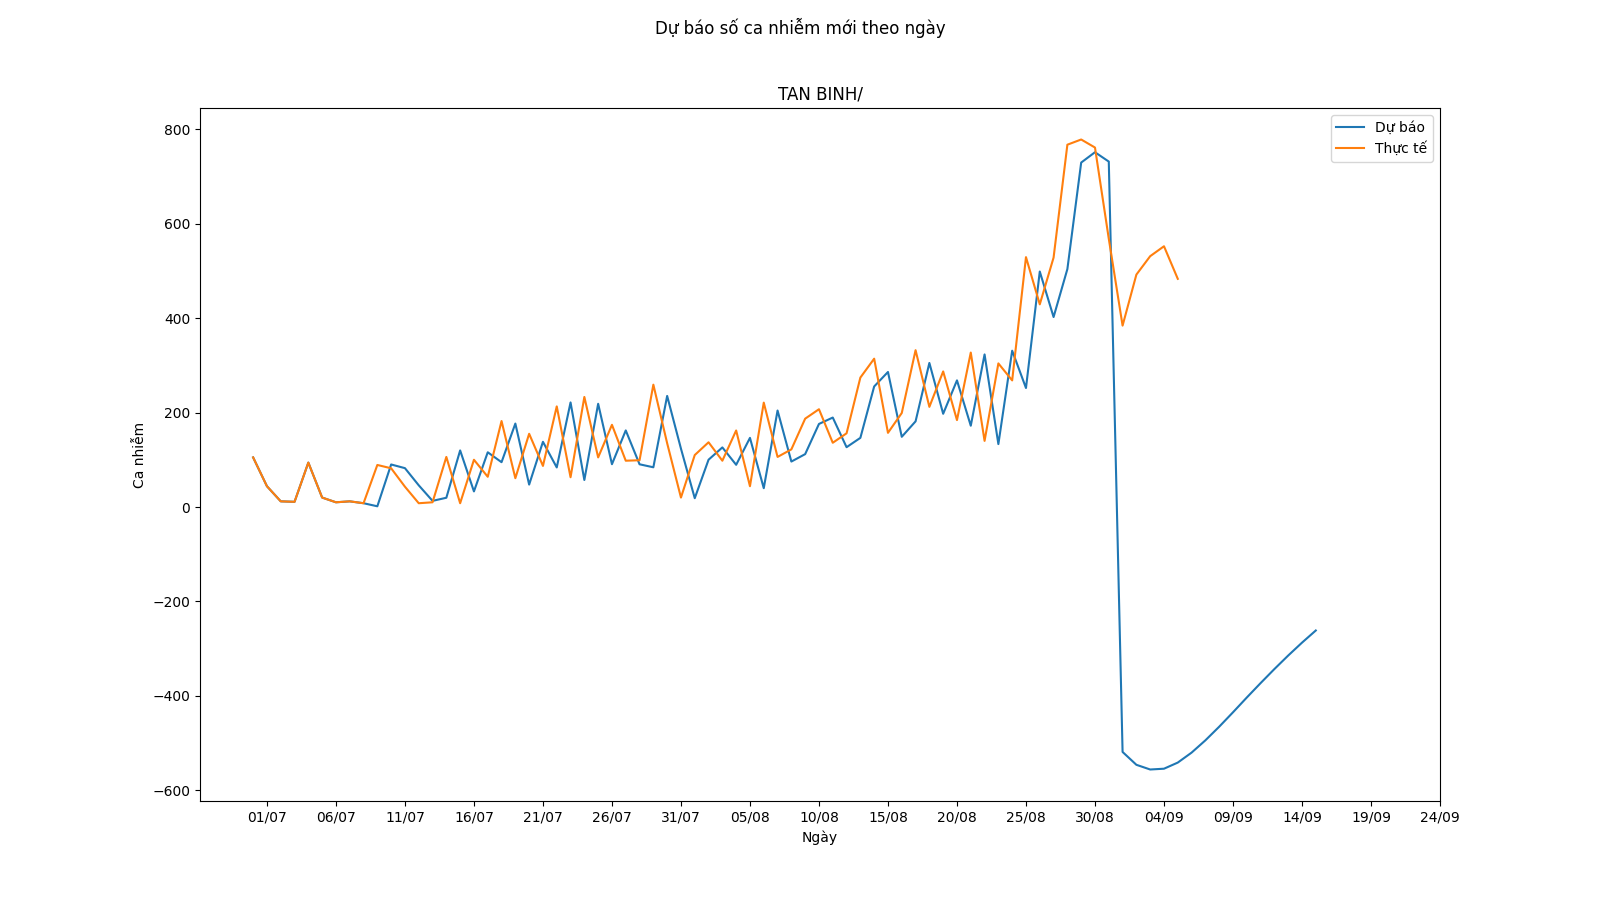 Dự báo số ca nhiễm mới theo ngày
TAN BINH/
Dự báo
Thực tế
800
600
400
200
0
−200
−400
−600
Ca nhiễm
01/07 06/07 11/07 16/07 21/07 26/07 31/07 05/08 10/08 15/08 20/08 25/08 30/08 04/09 09/09 14/09 19/09 24/09
Ngày